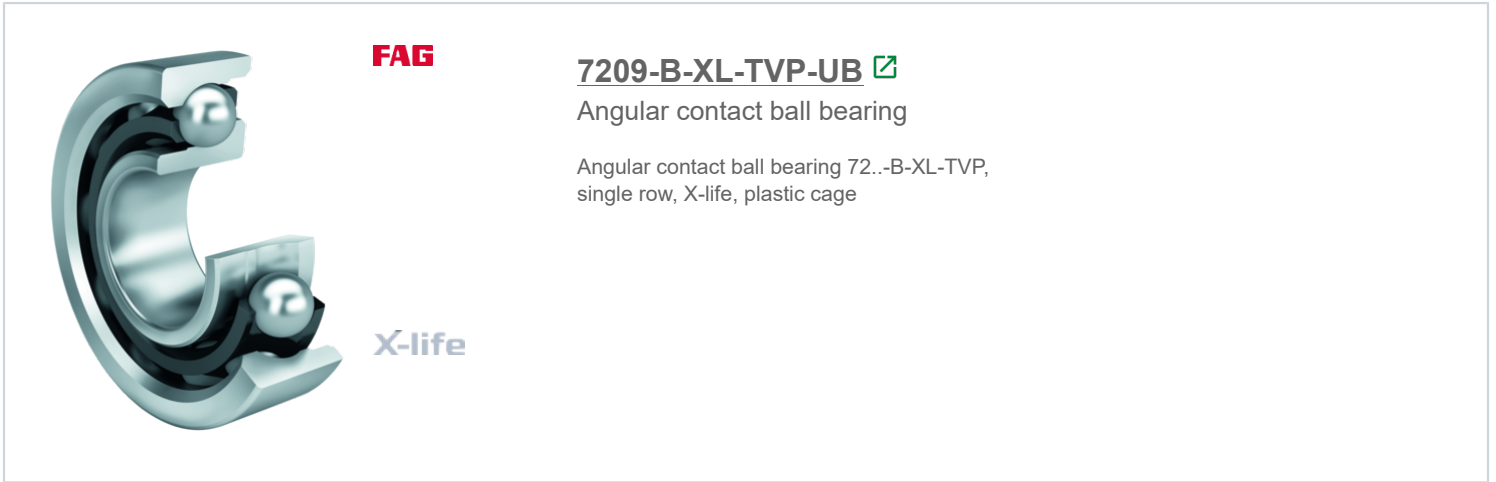 FAG
7209-B-XL-TVP-UB
Angular contact ball bearing
Angular contact ball bearing 72..-B-XL-TVP,
single row, X-life, plastic cage
X-life